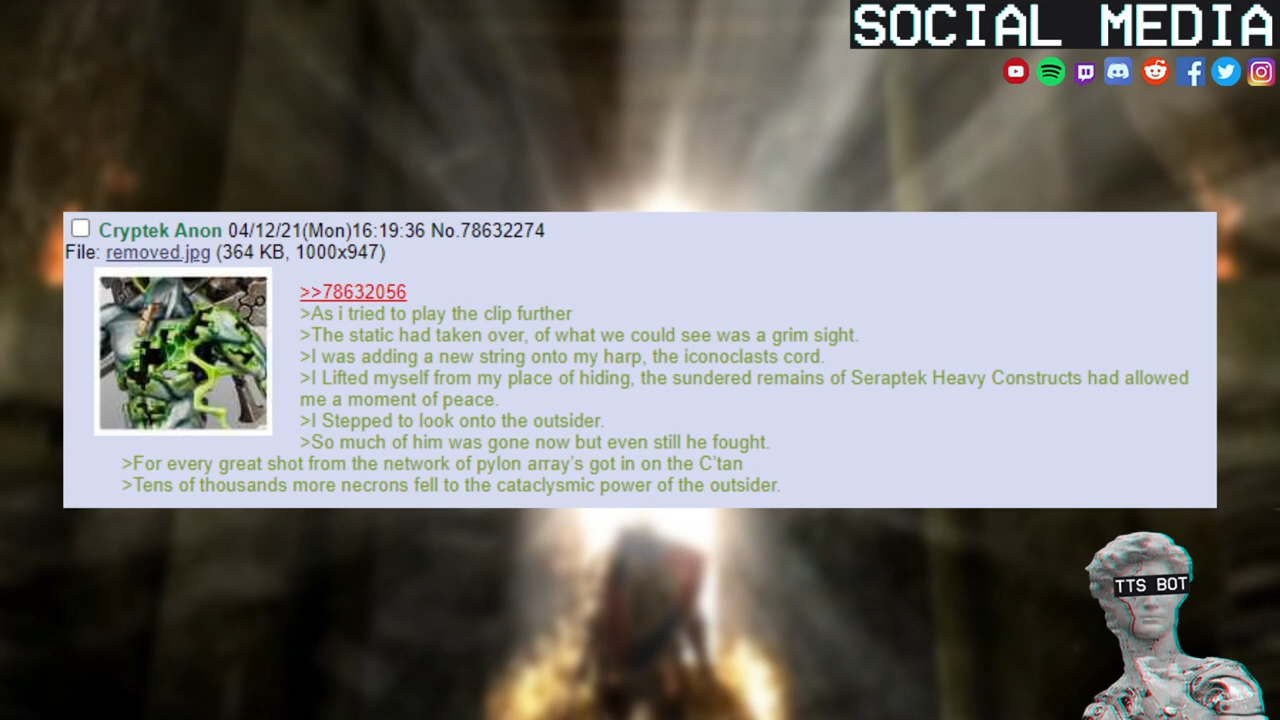 SOCIAL MEDIA
Cryptek Anon 04/12/21(Mon)16:19:36 No.78632274
File: removed.jpg (364 KB, 1000x947)
>>78632056
>As i tried to play the clip further
>The static had taken over, of what we could see was a grim sight.
>I was adding a new string onto my harp, the iconoclasts cord.
>I Lifted myself from my place of hiding, the sundered remains of Seraptek Heavy Constructs had allowed
me a moment of peace.
>I Stepped to look onto the outsider.
>So much of him was gone now but even still he fought.
>For every great shot from the network of pylon array's got in on the C'tan
>Tens of thousands more necrons fell to the cataclysmic power of the outsider.
TTS BOT